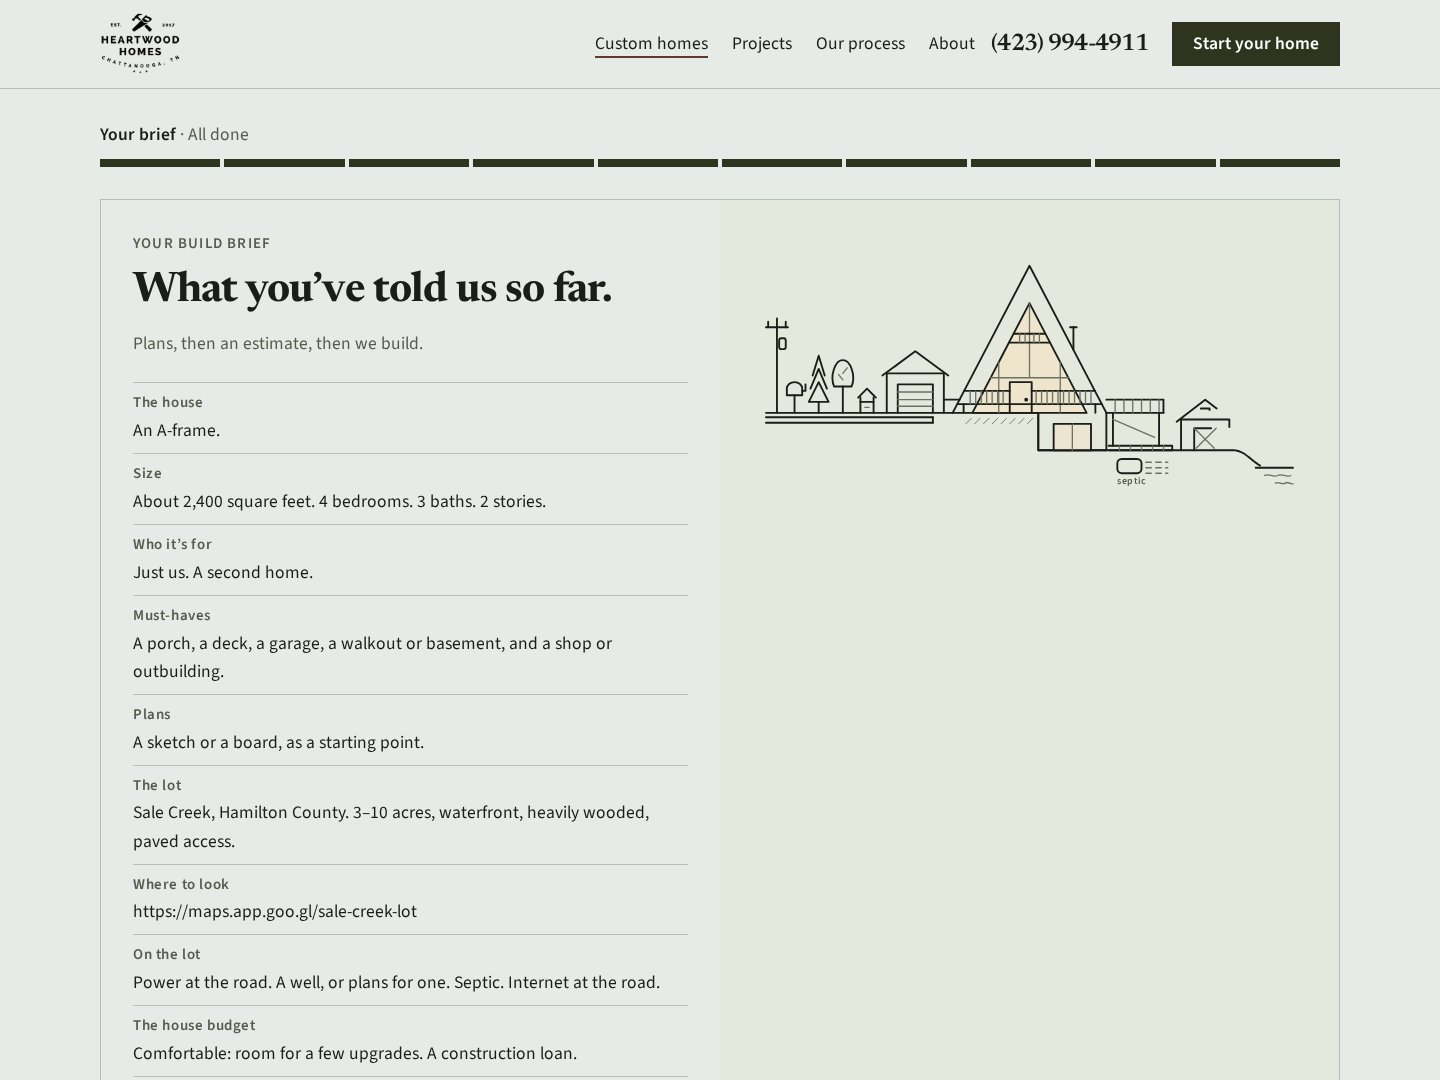 EST. 2017
HEARTWOOD
HOMES
CHATTANOOGA, TN
Custom homes
Projects
Our process
About
(423) 994-4911
Start your home
Your brief · All done
YOUR BUILD BRIEF
What you’ve told us so far.
Plans, then an estimate, then we build.
The house
An A-frame.
Size
About 2,400 square feet. 4 bedrooms. 3 baths. 2 stories.
Who it’s for
Just us. A second home.
Must-haves
A porch, a deck, a garage, a walkout or basement, and a shop or
outbuilding.
Plans
A sketch or a board, as a starting point.
The lot
Sale Creek, Hamilton County. 3–10 acres, waterfront, heavily wooded,
paved access.
Where to look
https://maps.app.goo.gl/sale-creek-lot
On the lot
Power at the road. A well, or plans for one. Septic. Internet at the road.
The house budget
Comfortable: room for a few upgrades. A construction loan.
septic